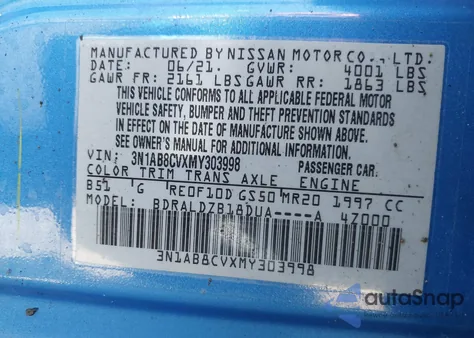 MANUFACTURED BY NISSAN MOTOR CO., LTD.
DATE: 06/21. GVWR: 4001 LBS
GAWR FR: 2161 LBS GAWR RR: 1863 LBS
THIS VEHICLE CONFORMS TO ALL APPLICABLE FEDERAL MOTOR
VEHICLE SAFETY, BUMPER AND THEFT PREVENTION STANDARDS
IN EFFECT ON THE DATE OF MANUFACTURE SHOWN ABOVE.
SEE OWNER'S MANUAL FOR ADDITIONAL INFORMATION.
VIN: 3N1AB8CVXMY303998 PASSENGER CAR.
COLOR TRIM TRANS AXLE ENGINE
B51 G RE0F10D GS50 MR20 1997 CC
MODEL: BDRALDZB18DUA----A 47000
3N1AB8CVXMY303998
autoSnap